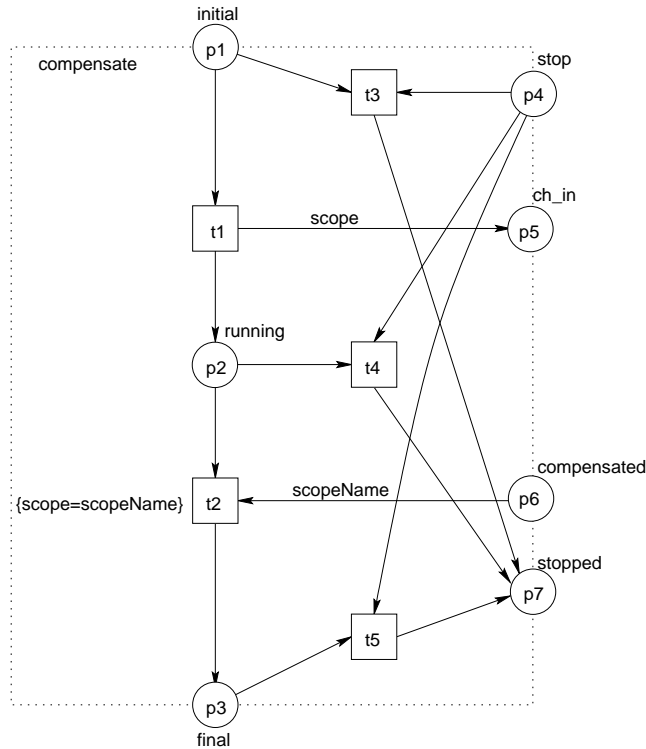 initial
p1
compensate
stop
t3
p4
ch_in
scope
t1
p5
running
p2
t4
compensated
scopeName
{scope=scopeName}
t2
p6
stopped
p7
t5
p3
final